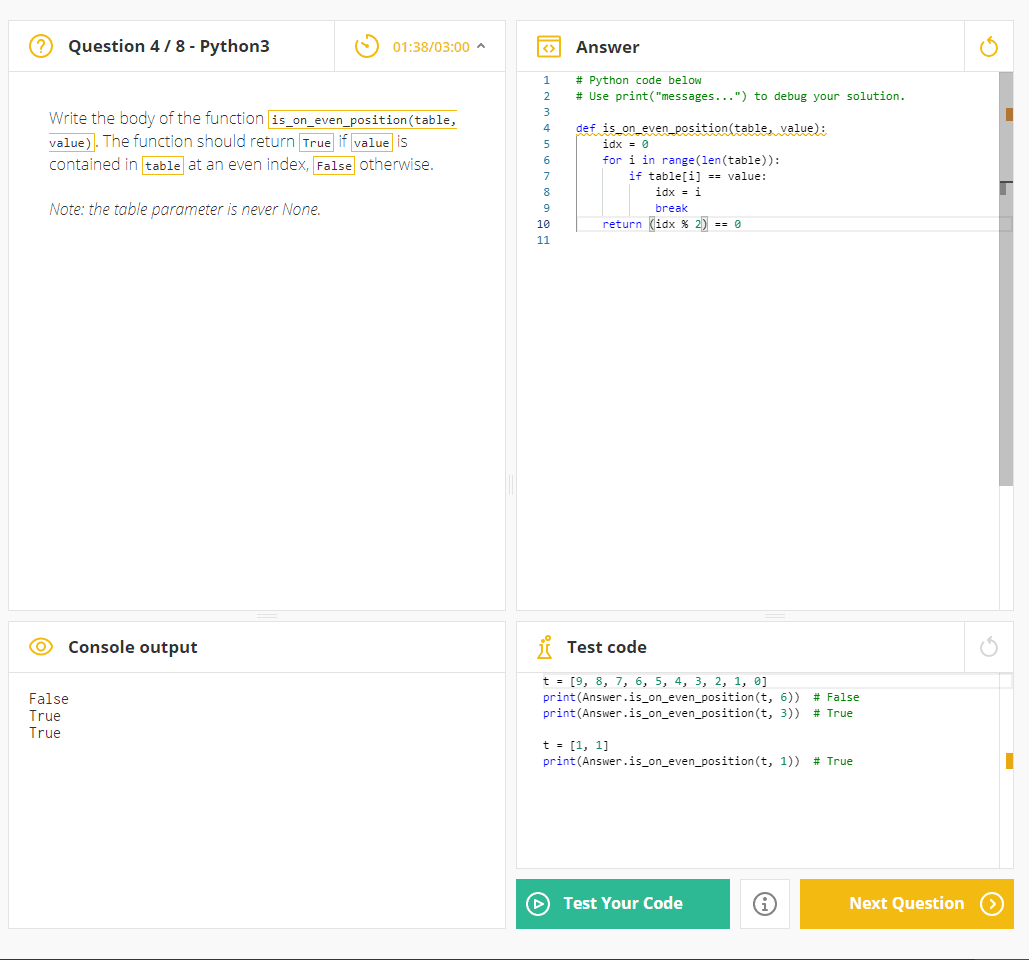 Question 4 / 8 - Python3
01:38/03:00
Write the body of the function is_on_even_position(table,
value). The function should return True if value is
contained in table at an even index, False otherwise.
Note: the table parameter is never None.
Answer
1 # Python code below
2 # Use print("messages...") to debug your solution.
3
4 def is_on_even_position(table, value):
5     idx = 0
6     for i in range(len(table)):
7         if table[i] == value:
8             idx = i
9             break
10     return (idx % 2) == 0
11
Console output
False
True
True
Test code
t = [9, 8, 7, 6, 5, 4, 3, 2, 1, 0]
print(Answer.is_on_even_position(t, 6))  # False
print(Answer.is_on_even_position(t, 3))  # True
t = [1, 1]
print(Answer.is_on_even_position(t, 1))  # True
Test Your Code
Next Question